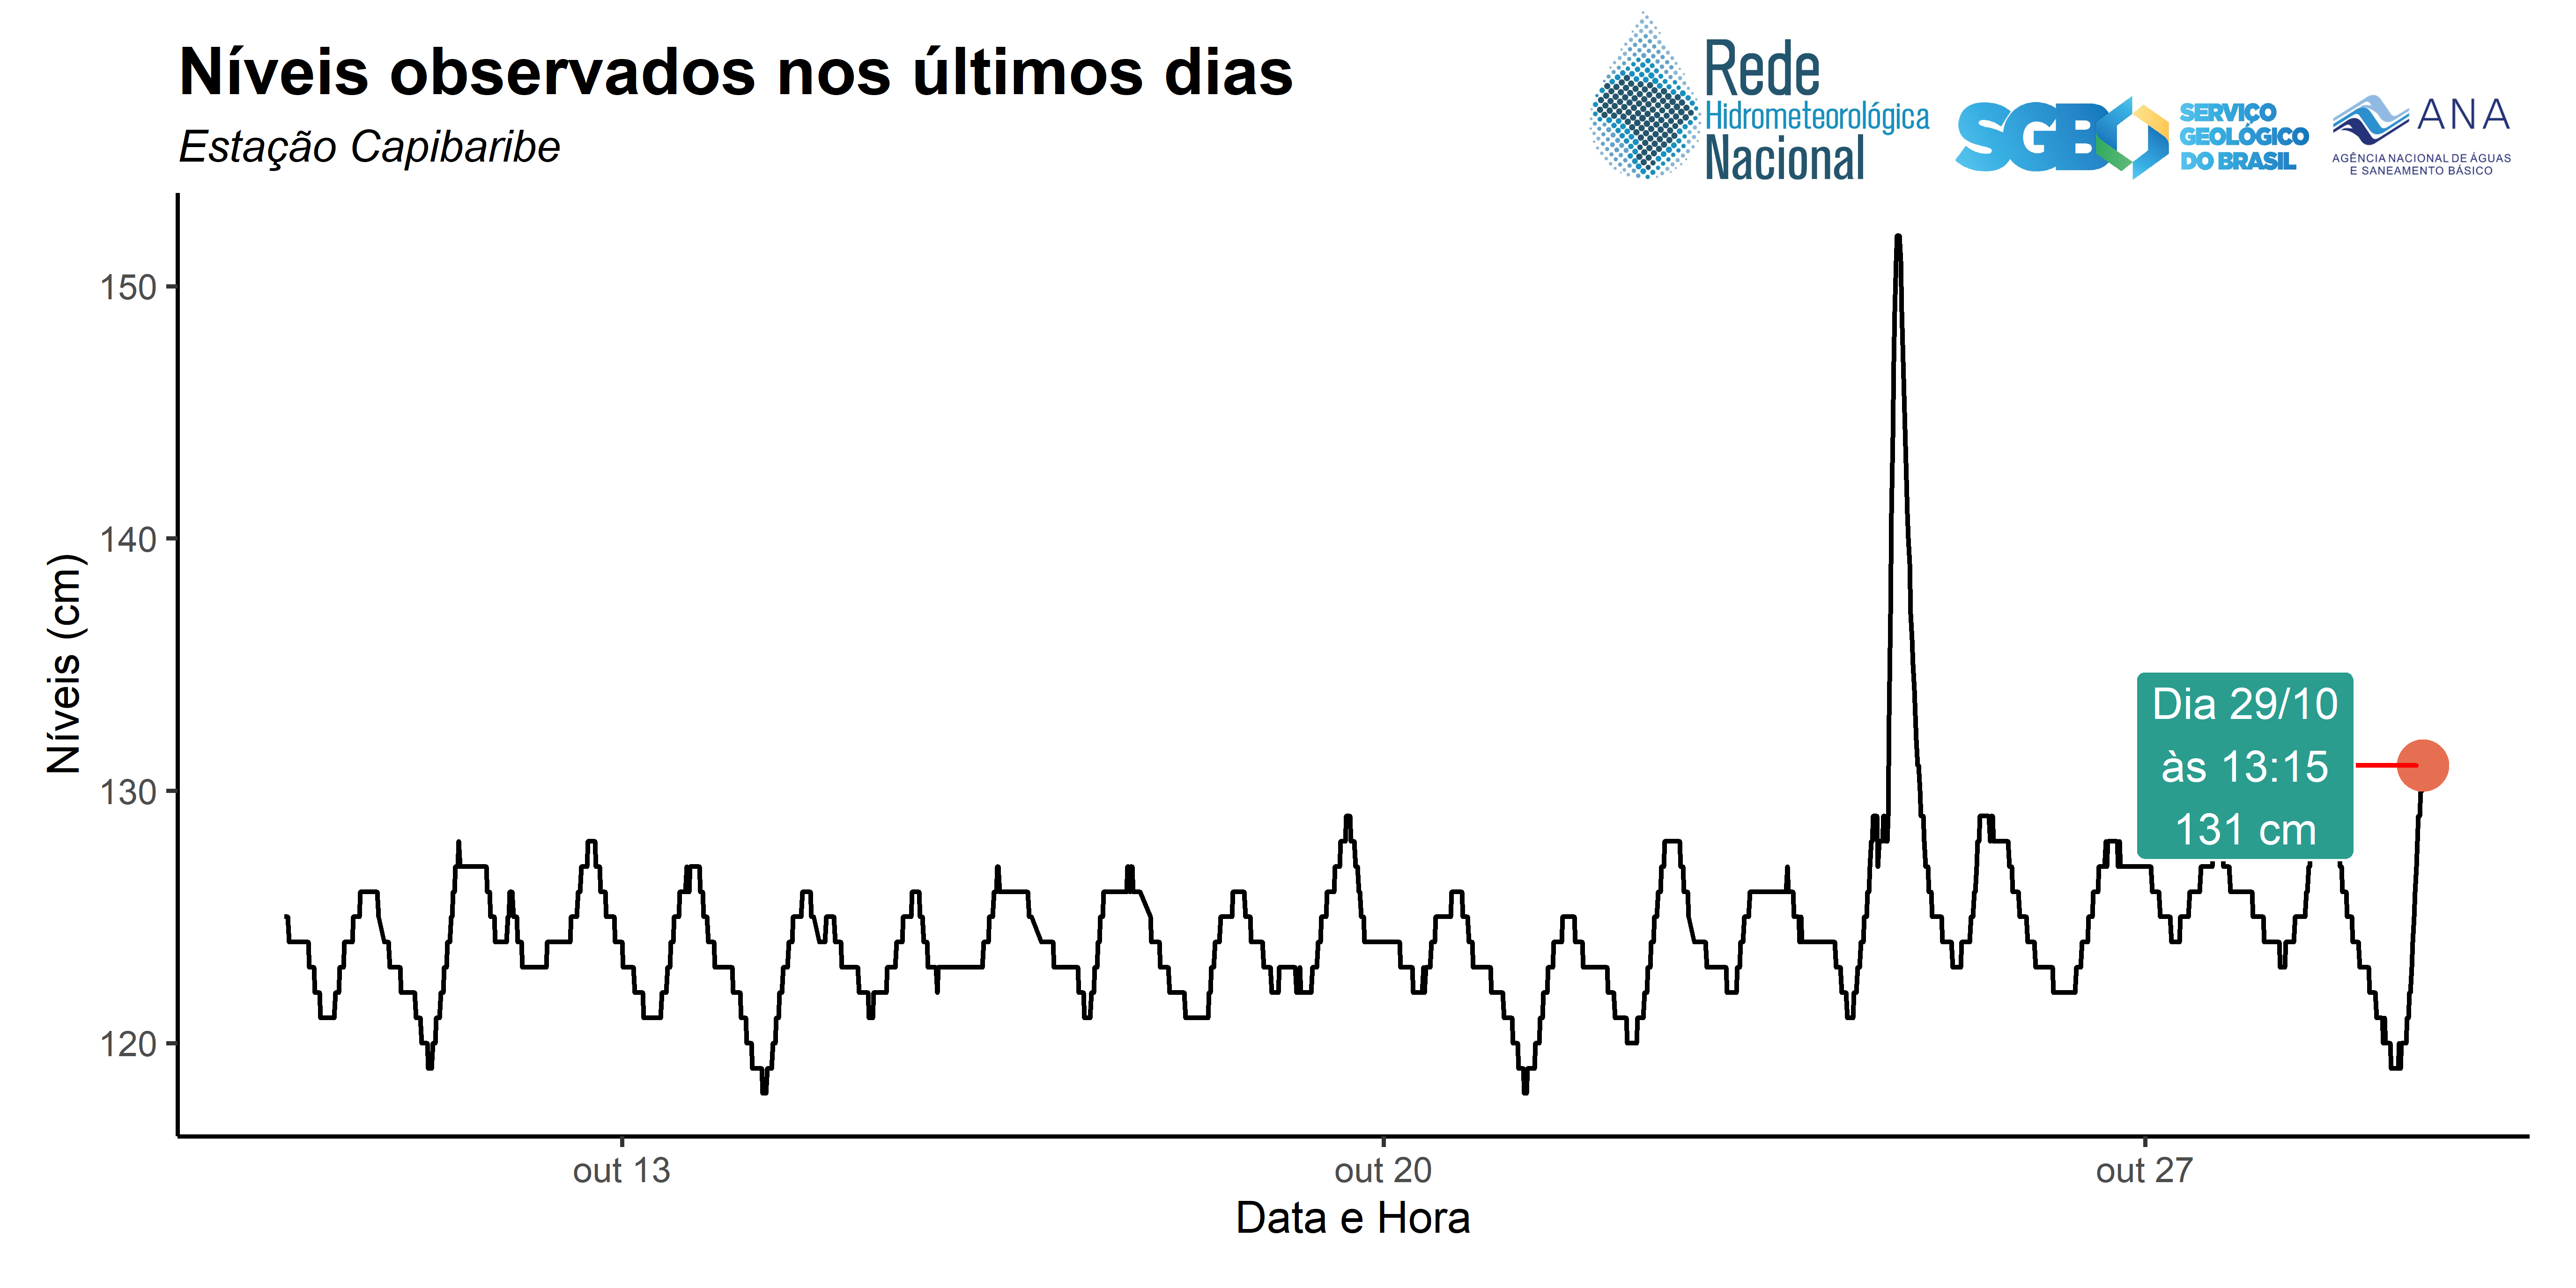 Níveis observados nos últimos dias
Estação Capibaribe
Rede
Hidrometeorológica
Nacional
SGB
SERVIÇO
GEOLÓGICO
DO BRASIL
ANA
AGÊNCIA NACIONAL DE ÁGUAS
E SANEAMENTO BÁSICO
150
140
130
120
Níveis (cm)
Dia 29/10
às 13:15
131 cm
out 13
out 20
out 27
Data e Hora